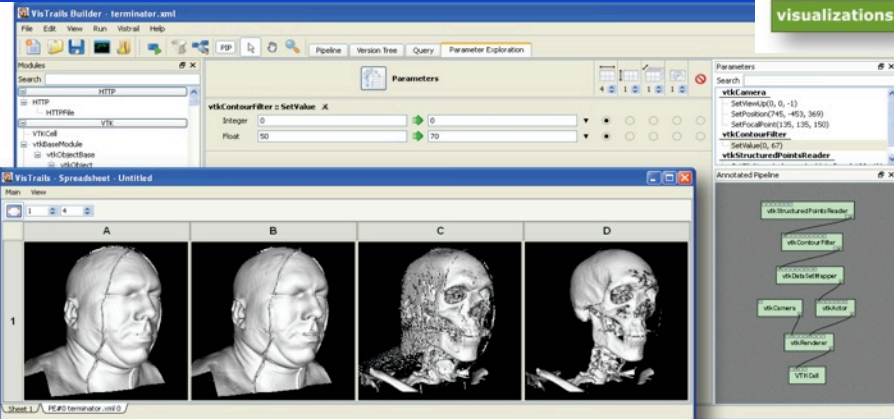 visualizations
VisTrails Builder - terminator.xml
File Edit View Run Vistrail Help
PIP Pipeline Version Tree Query Parameter Exploration
Modules
Search
HTTP
HTTP
HTTPFile
VTK
VTKCell
vtkBaseModule
vtkObjectBase
vtkObject
Parameters
4 1 1 1
vtkContourFilter :: SetValue X
Integer 0 0
Float 50 70
Parameters
Search
vtkCamera
SetViewUp(0, 0, -1)
SetPosition(745, -453, 369)
SetFocalPoint(135, 135, 150)
vtkContourFilter
SetValue(0, 67)
vtkStructuredPointsReader
Annotated Pipeline
vtkStructuredPointsReader
vtkContourFilter
vtkDataSetMapper
vtkCamera vtkActor
vtkRenderer
VTKCell
VisTrails - Spreadsheet - Untitled
Main View
1 4
A B C D
1
Sheet 1 PE#0 terminator.xml 0